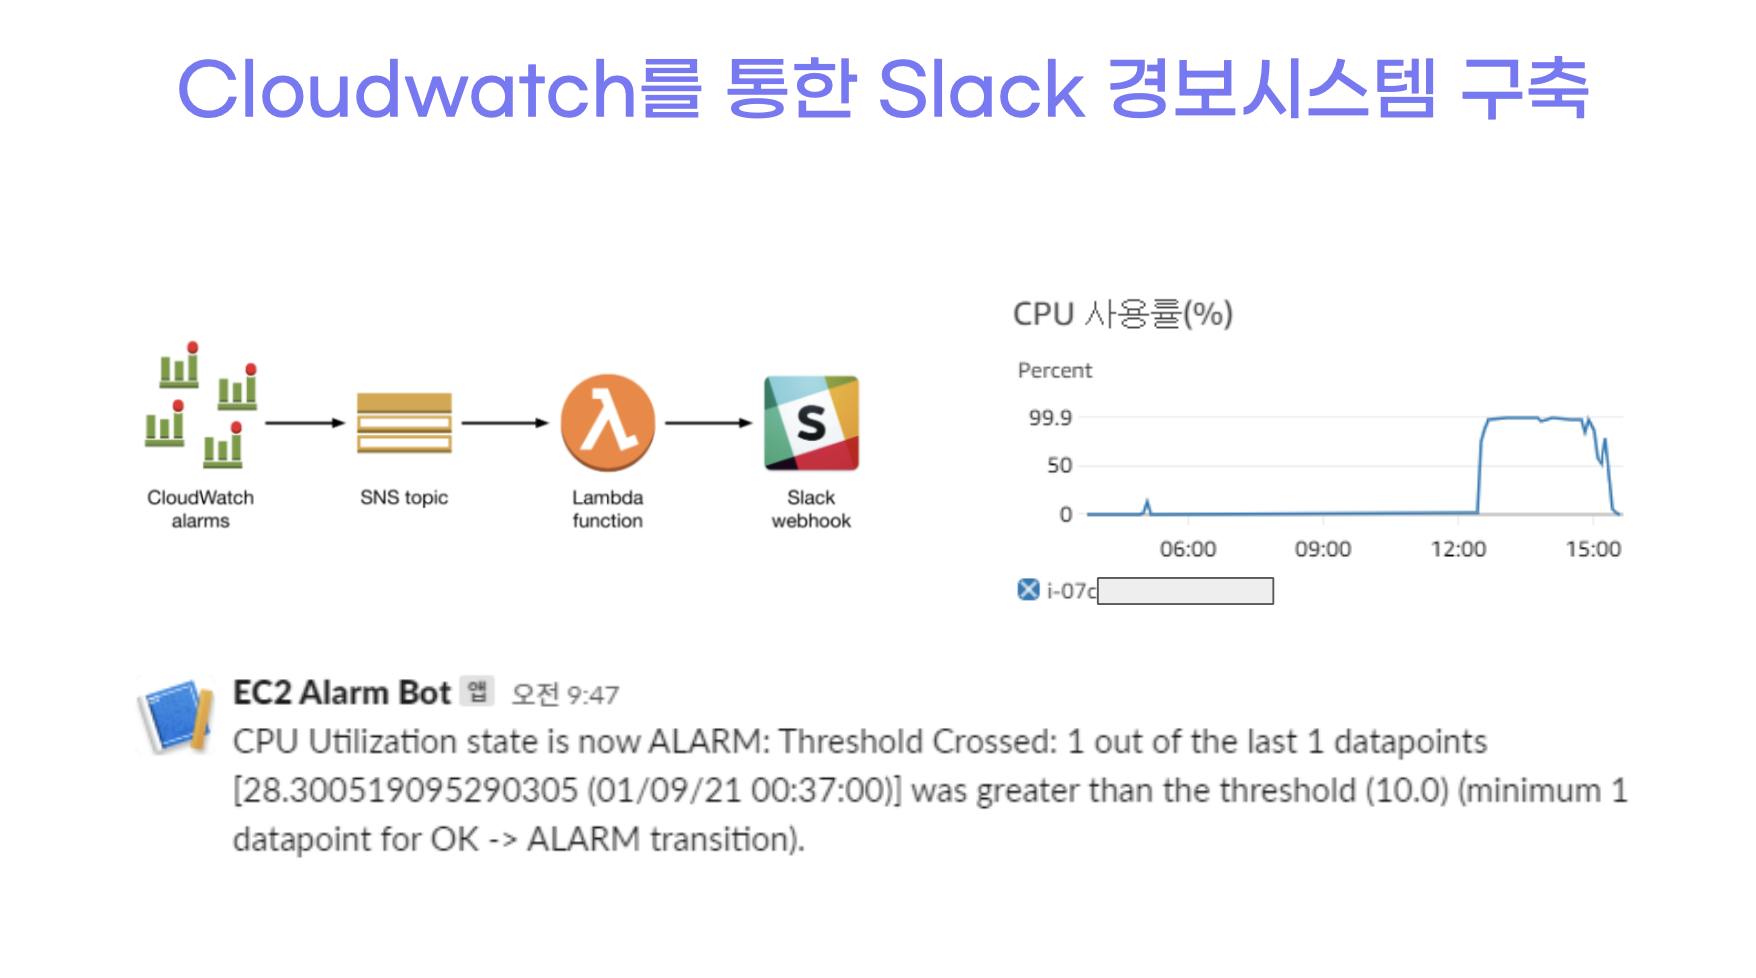 Cloudwatch를 통한 Slack 경보시스템 구축
CloudWatch
alarms
SNS topic
Lambda
function
S
Slack
webhook
CPU 사용률(%)
Percent
99.9
50
0
06:00
09:00
12:00
15:00
i-07c
EC2 Alarm Bot 앱 오전 9:47
CPU Utilization state is now ALARM: Threshold Crossed: 1 out of the last 1 datapoints
[28.300519095290305 (01/09/21 00:37:00)] was greater than the threshold (10.0) (minimum 1
datapoint for OK -> ALARM transition).